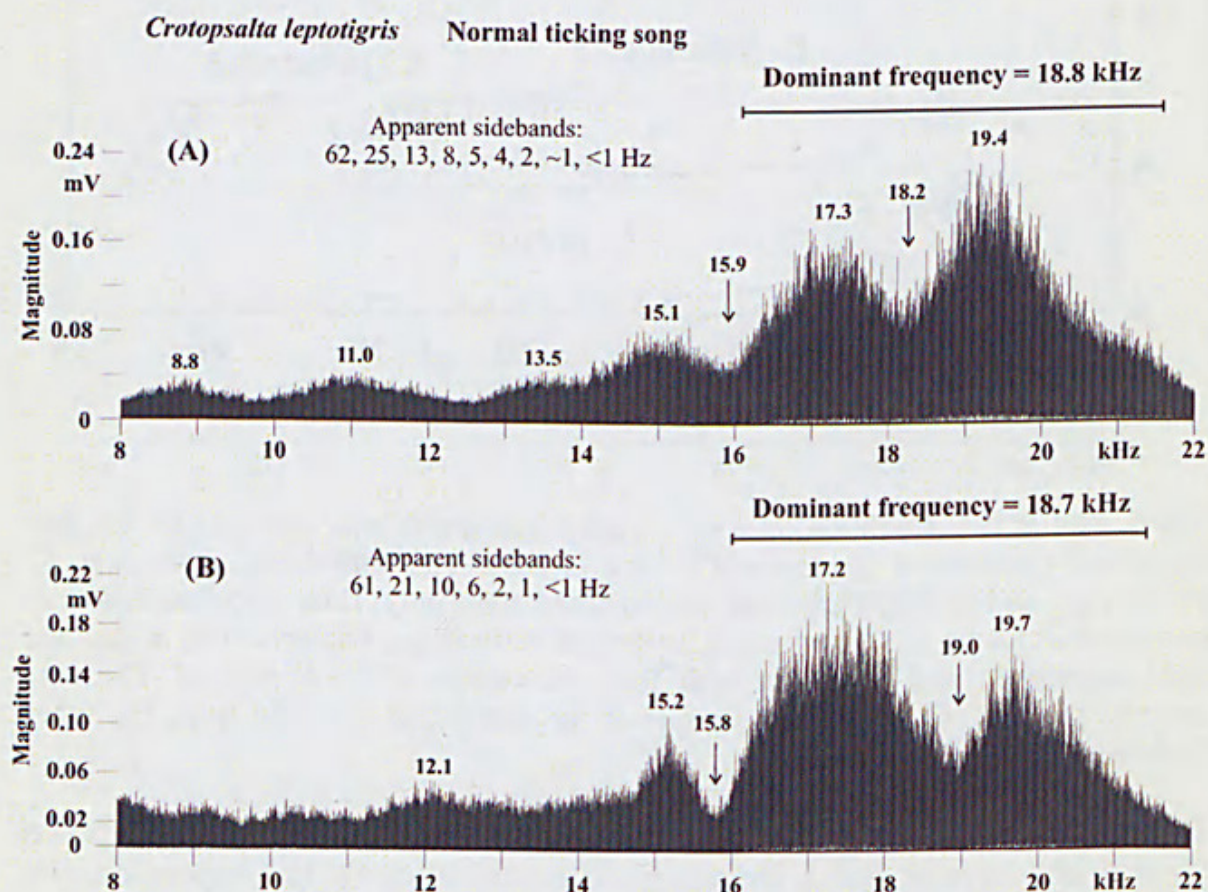 Crotopsalta leptotigris Normal ticking song
Dominant frequency = 18.8 kHz
Apparent sidebands:
62, 25, 13, 8, 5, 4, 2, ~1, <1 Hz
(A)
0.24
mV
0.16
0.08
0
Magnitude
8.8
11.0
13.5
15.1
15.9
17.3
18.2
19.4
8 10 12 14 16 18 20 kHz 22
Dominant frequency = 18.7 kHz
Apparent sidebands:
61, 21, 10, 6, 2, 1, <1 Hz
(B)
0.22
mV
0.18
0.14
0.10
0.06
0.02
0
Magnitude
12.1
15.2
15.8
17.2
19.0
19.7
8 10 12 14 16 18 20 kHz 22